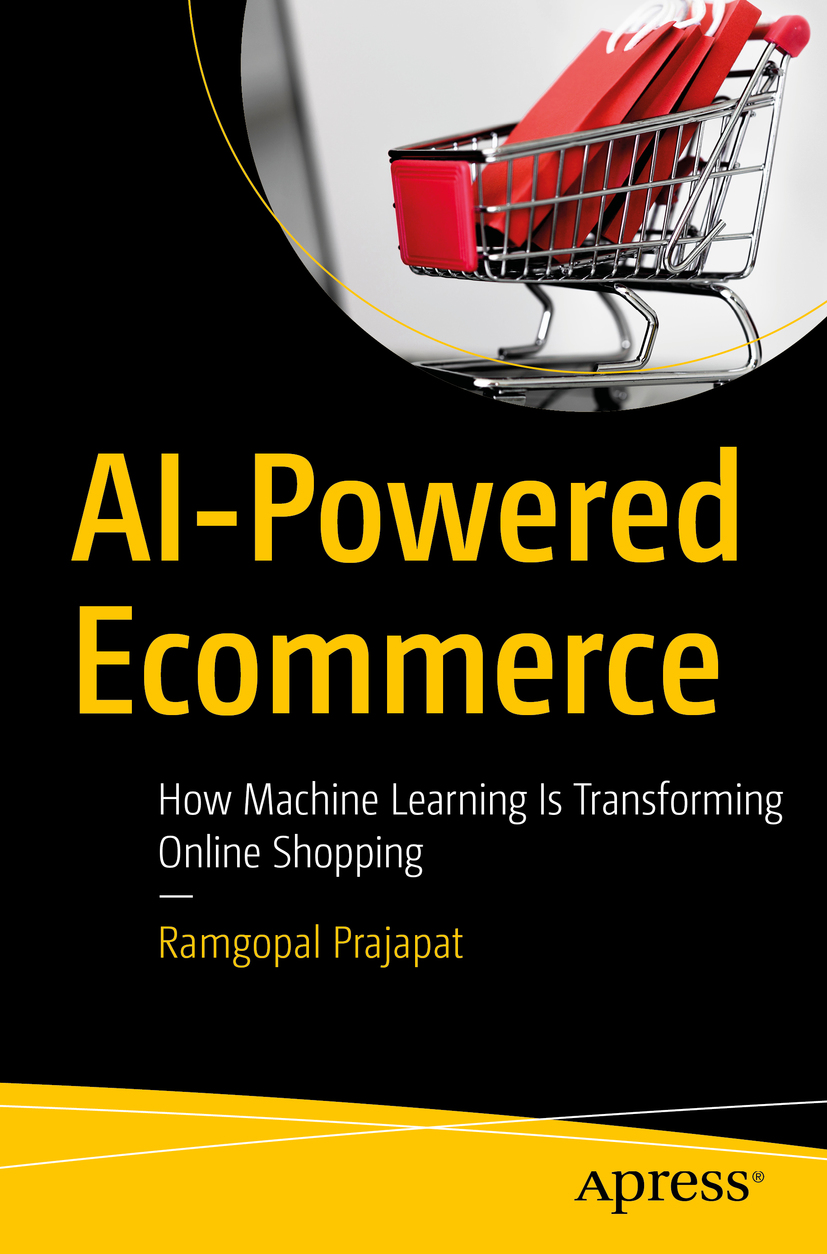 AI-Powered
Ecommerce
How Machine Learning Is Transforming
Online Shopping
—
Ramgopal Prajapat
Apress®